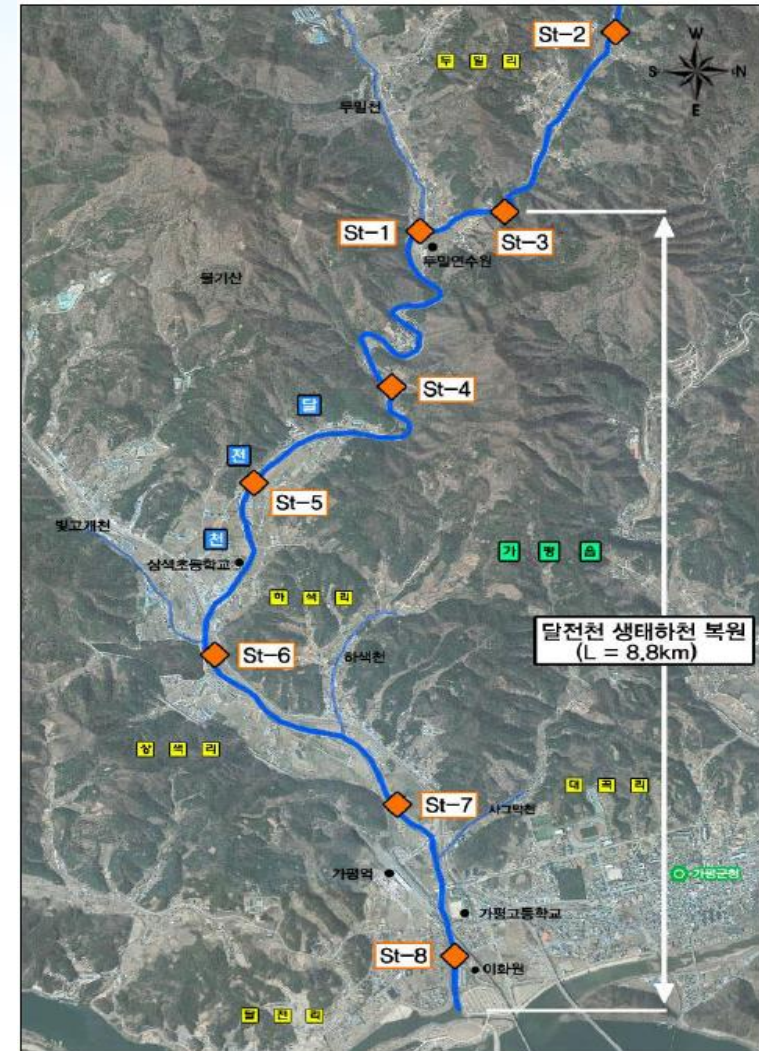 St-2
W
S N
E
두 밀 리
두밀천
St-1
St-3
두밀연수원
불기산
St-4
달
전
천
St-5
빛고개천
삼색초등학교
가 평 읍
하 색 리
달전천 생태하천 복원
(L = 8.8km)
St-6
하색천
상 색 리
대 곡 리
St-7
사그막천
가평역
가평군청
가평고등학교
St-8
이화원
달 전 리